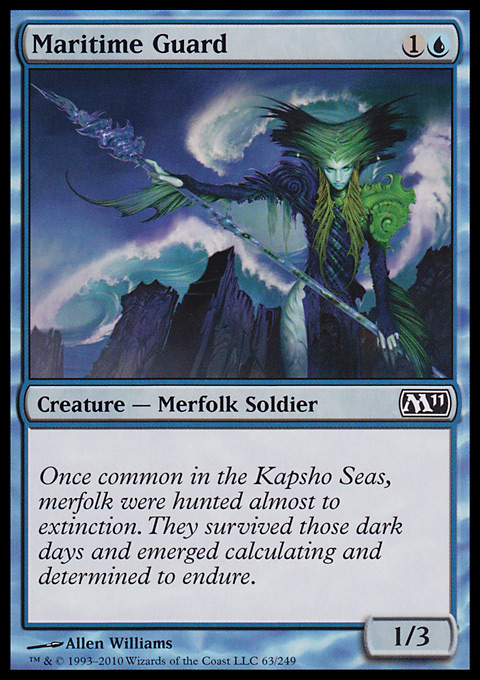 Maritime Guard 1
Creature — Merfolk Soldier M11
Once common in the Kapsho Seas,
merfolk were hunted almost to
extinction. They survived those dark
days and emerged calculating and
determined to endure.
1/3
Allen Williams
™ & © 1993–2010 Wizards of the Coast LLC 63/249